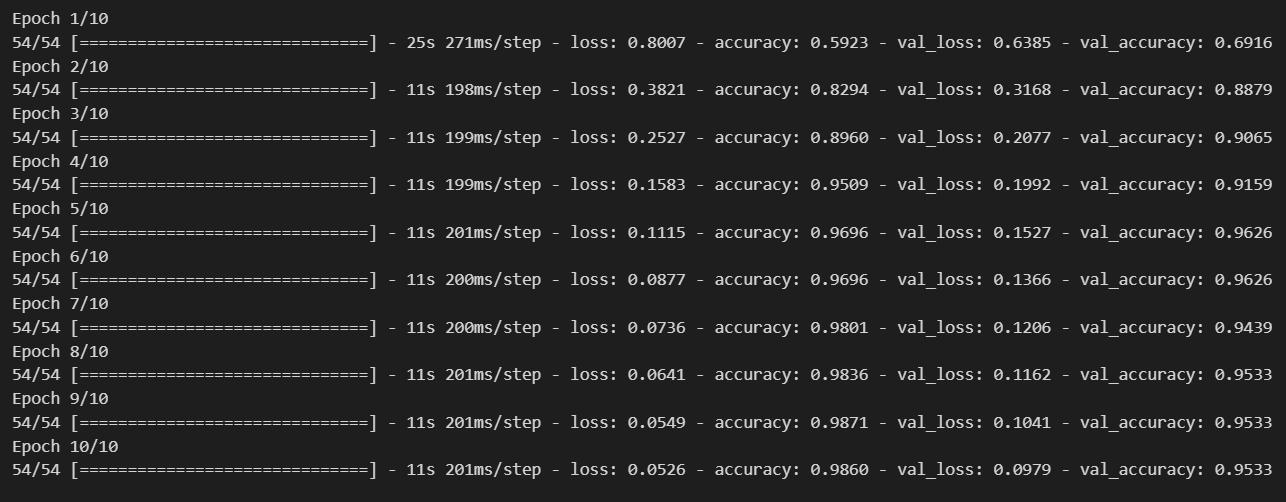 Epoch 1/10
54/54 [==============================] - 25s 271ms/step - loss: 0.8007 - accuracy: 0.5923 - val_loss: 0.6385 - val_accuracy: 0.6916
Epoch 2/10
54/54 [==============================] - 11s 198ms/step - loss: 0.3821 - accuracy: 0.8294 - val_loss: 0.3168 - val_accuracy: 0.8879
Epoch 3/10
54/54 [==============================] - 11s 199ms/step - loss: 0.2527 - accuracy: 0.8960 - val_loss: 0.2077 - val_accuracy: 0.9065
Epoch 4/10
54/54 [==============================] - 11s 199ms/step - loss: 0.1583 - accuracy: 0.9509 - val_loss: 0.1992 - val_accuracy: 0.9159
Epoch 5/10
54/54 [==============================] - 11s 201ms/step - loss: 0.1115 - accuracy: 0.9696 - val_loss: 0.1527 - val_accuracy: 0.9626
Epoch 6/10
54/54 [==============================] - 11s 200ms/step - loss: 0.0877 - accuracy: 0.9696 - val_loss: 0.1366 - val_accuracy: 0.9626
Epoch 7/10
54/54 [==============================] - 11s 200ms/step - loss: 0.0736 - accuracy: 0.9801 - val_loss: 0.1206 - val_accuracy: 0.9439
Epoch 8/10
54/54 [==============================] - 11s 201ms/step - loss: 0.0641 - accuracy: 0.9836 - val_loss: 0.1162 - val_accuracy: 0.9533
Epoch 9/10
54/54 [==============================] - 11s 201ms/step - loss: 0.0549 - accuracy: 0.9871 - val_loss: 0.1041 - val_accuracy: 0.9533
Epoch 10/10
54/54 [==============================] - 11s 201ms/step - loss: 0.0526 - accuracy: 0.9860 - val_loss: 0.0979 - val_accuracy: 0.9533